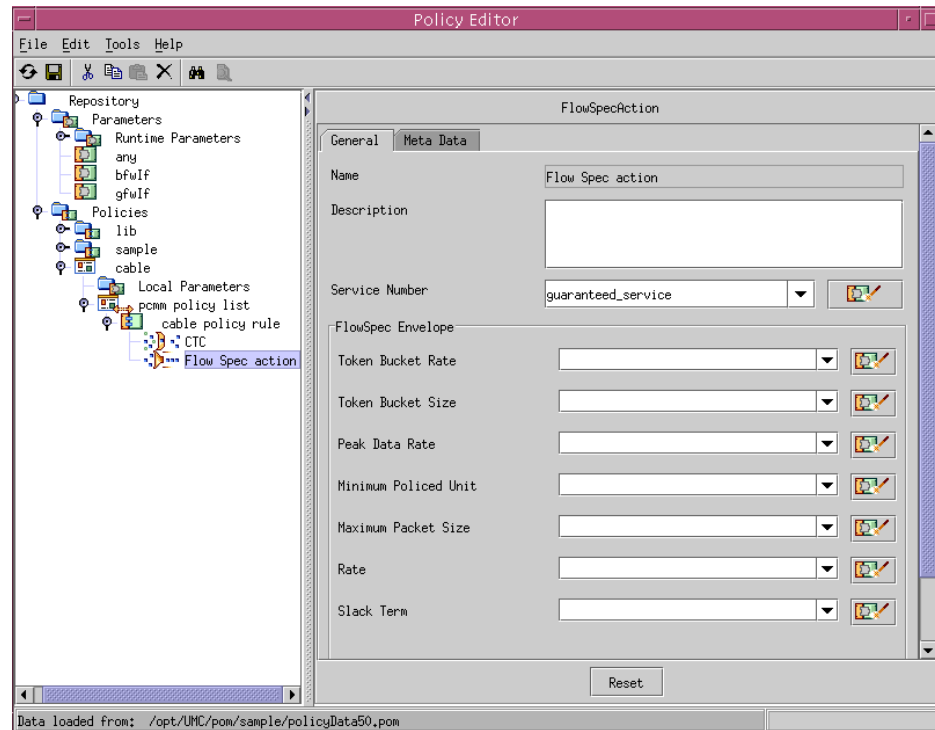 Policy Editor
File Edit Tools Help
Repository
Parameters
Runtime Parameters
any
bfwIf
gfwIf
Policies
lib
sample
cable
Local Parameters
pcmm policy list
cable policy rule
CTC
Flow Spec action
FlowSpecAction
General Meta Data
Name Flow Spec action
Description
Service Number guaranteed_service
FlowSpec Envelope
Token Bucket Rate
Token Bucket Size
Peak Data Rate
Minimum Policed Unit
Maximum Packet Size
Rate
Slack Term
Reset
Data loaded from: /opt/UMC/pom/sample/policyData50.pom